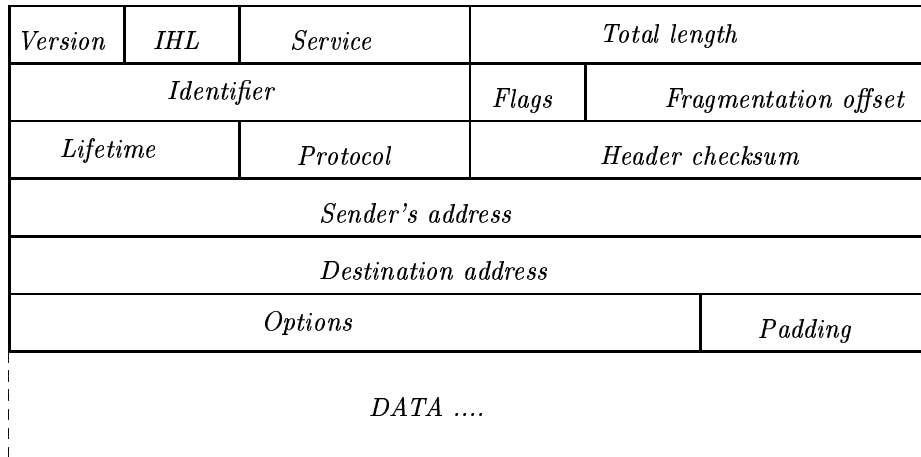 Version IHL Service Total length
Identifier Flags Fragmentation offset
Lifetime Protocol Header checksum
Sender's address
Destination address
Options Padding
DATA ....